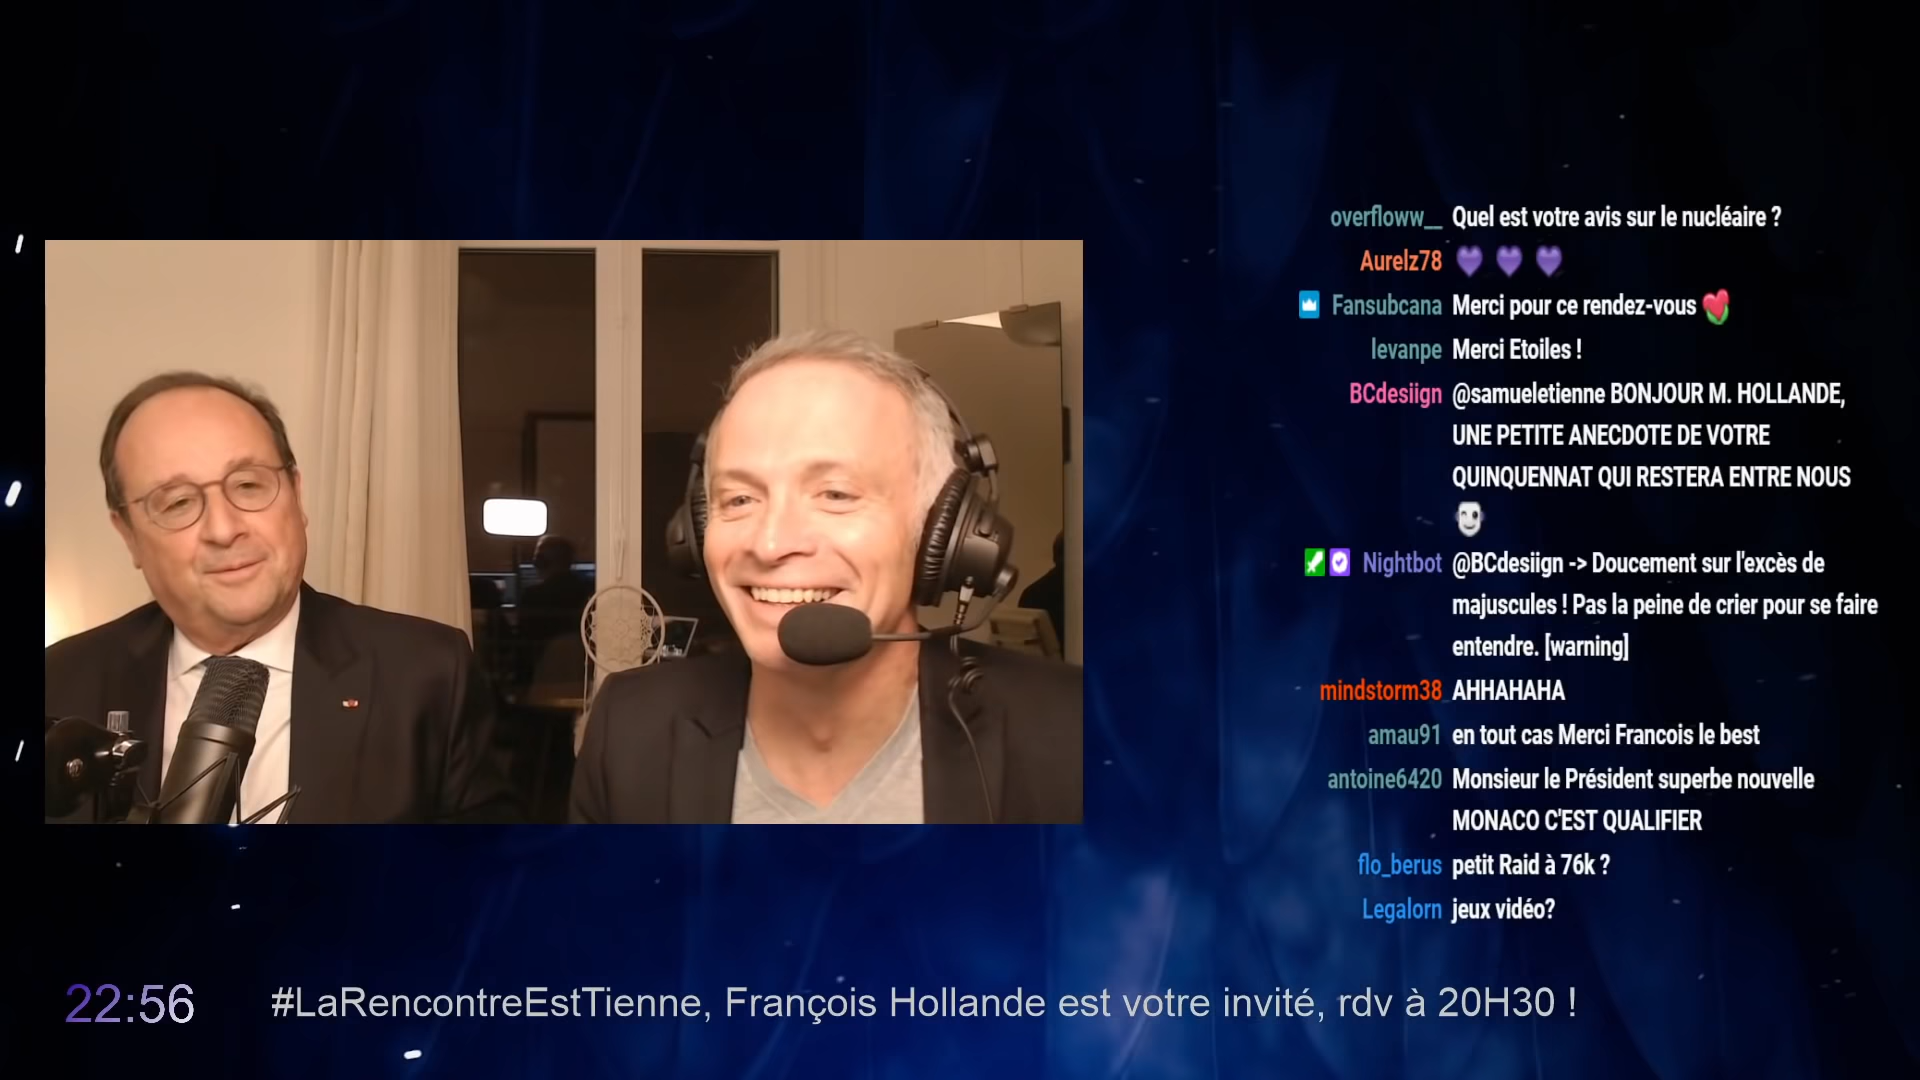 overfloww__ Quel est votre avis sur le nucléaire ?
Aurelz78 💜 💜 💜
Fansubcana Merci pour ce rendez-vous
levanpe Merci Etoiles !
BCdesiign @samueletienne BONJOUR M. HOLLANDE,
UNE PETITE ANECDOTE DE VOTRE
QUINQUENNAT QUI RESTERA ENTRE NOUS
Nightbot @BCdesiign -> Doucement sur l'excès de
majuscules ! Pas la peine de crier pour se faire
entendre. [warning]
mindstorm38 AHHAHAHA
amau91 en tout cas Merci Francois le best
antoine6420 Monsieur le Président superbe nouvelle
MONACO C'EST QUALIFIER
flo_berus petit Raid à 76k ?
Legalorn jeux vidéo?
22:56 #LaRencontreEstTienne, François Hollande est votre invité, rdv à 20H30 !